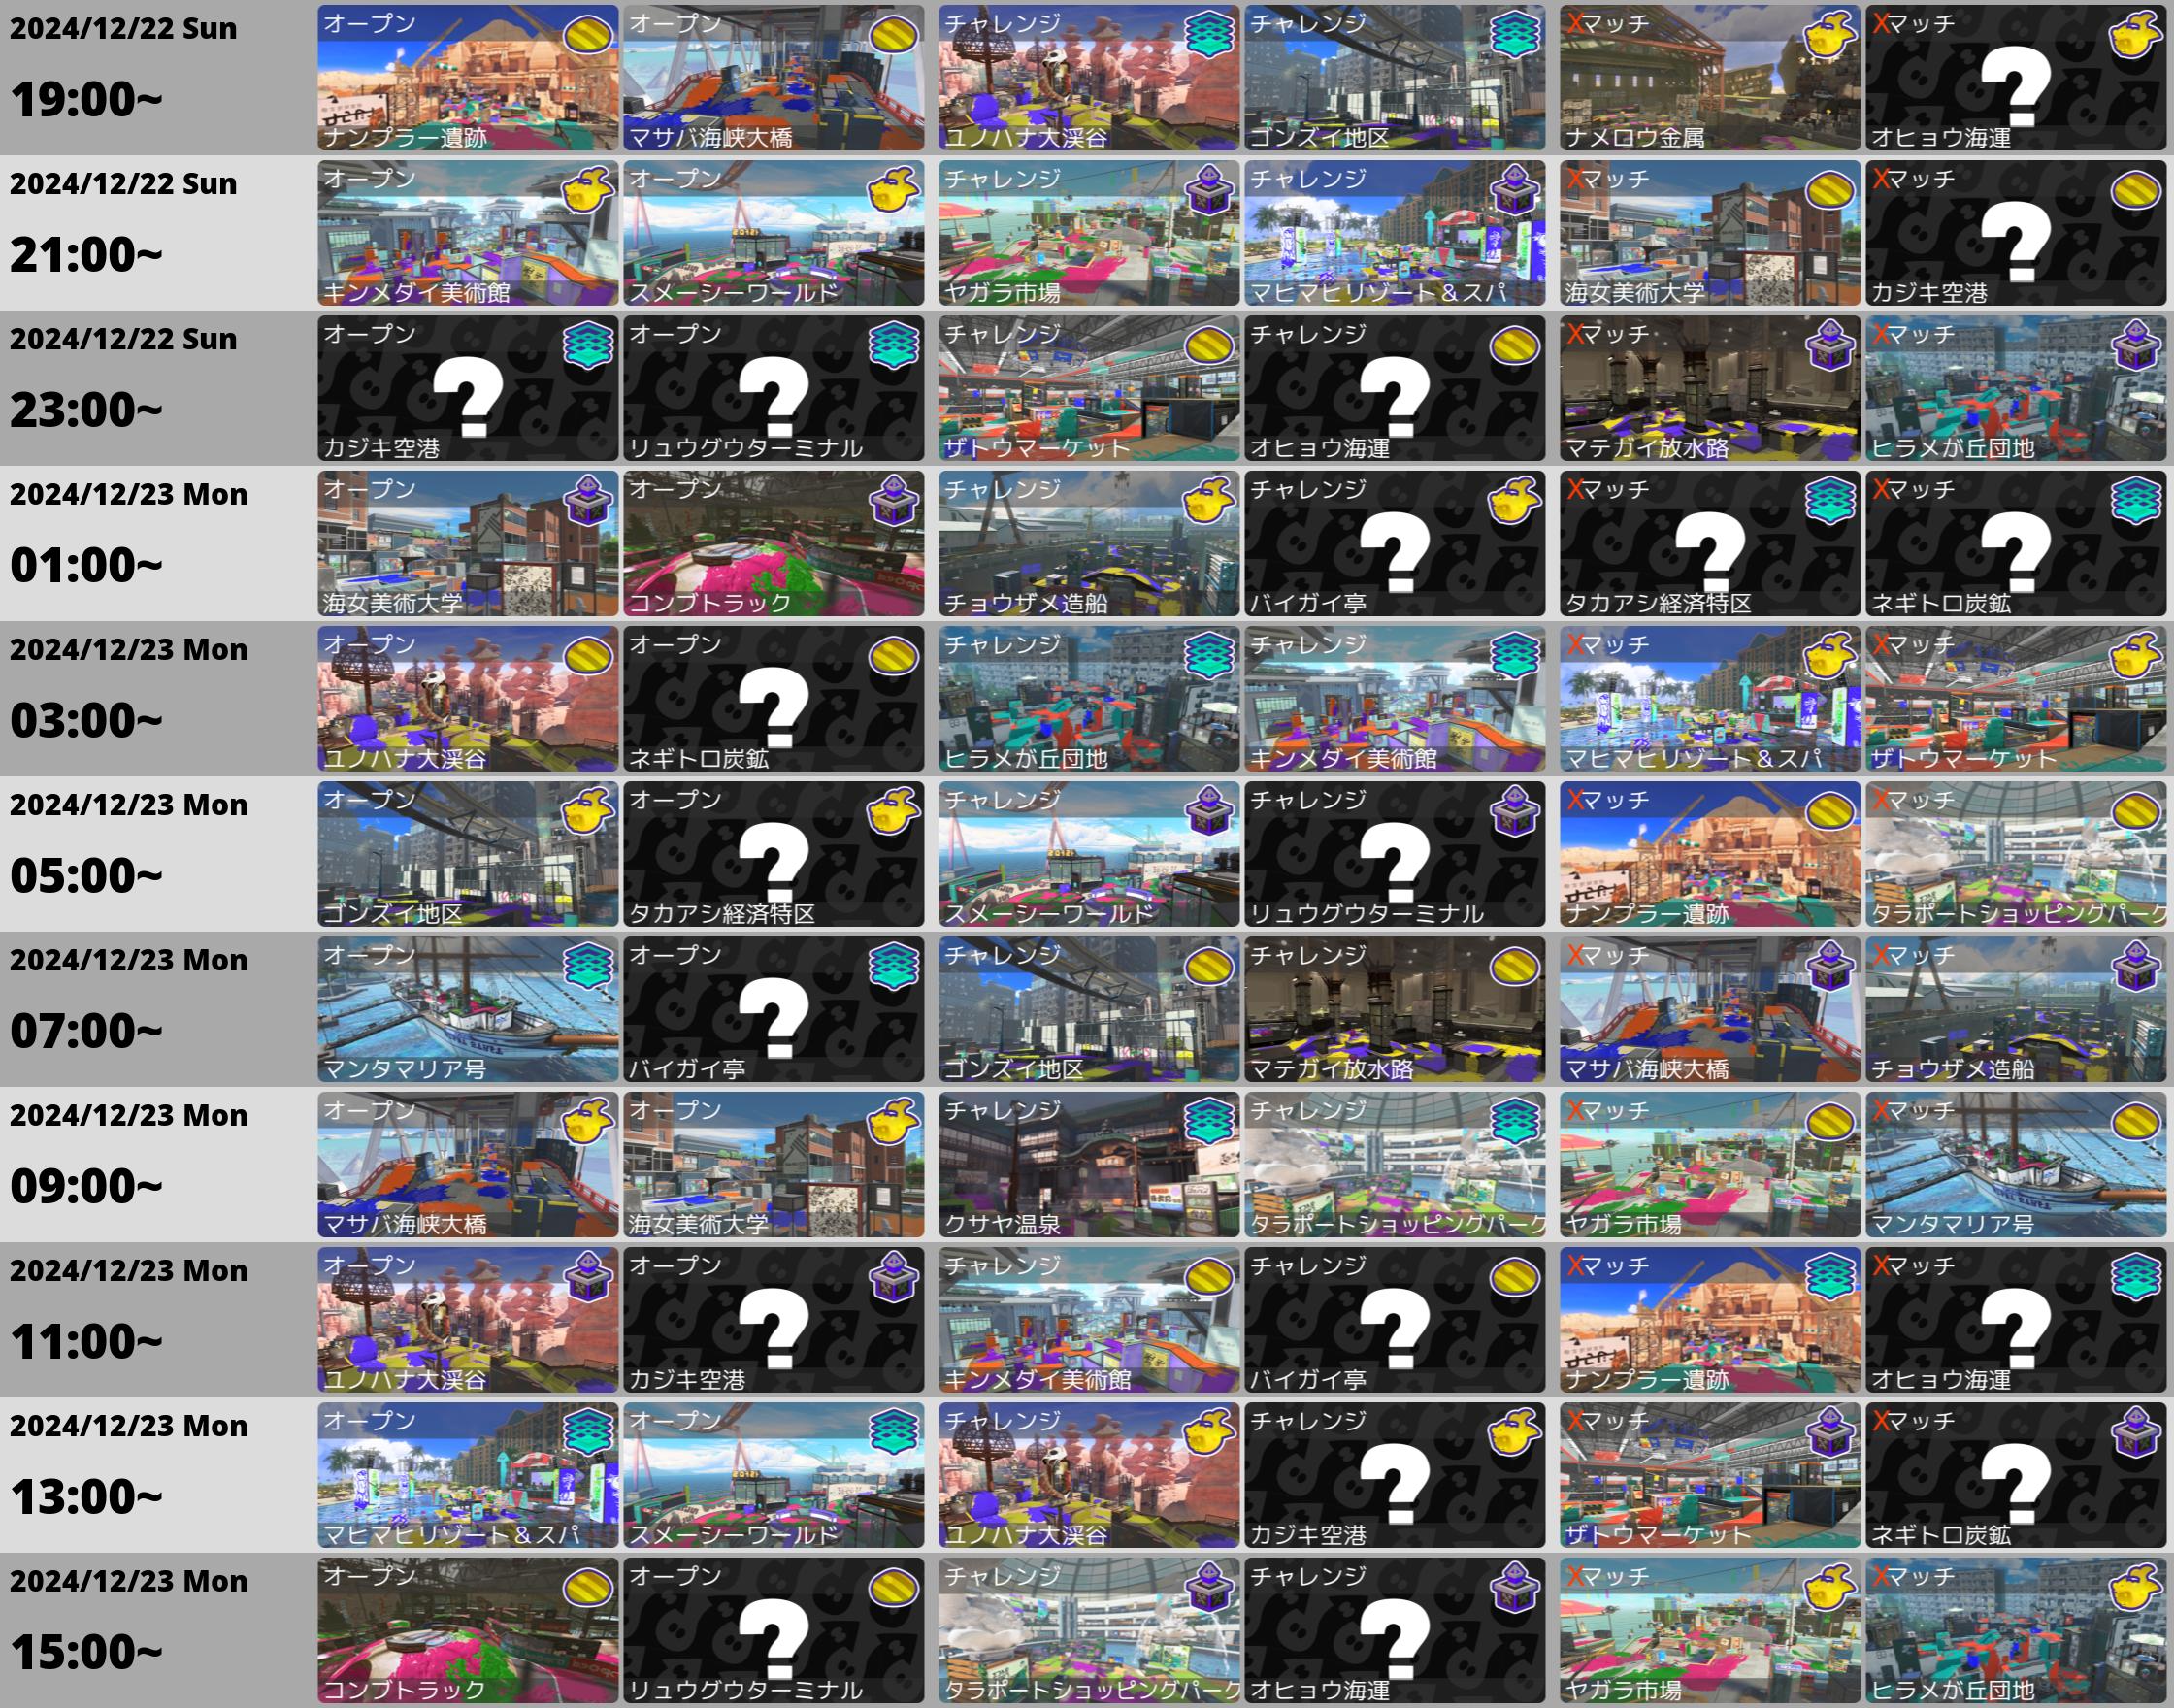 2024/12/22 Sun
19:00~
オープン
ナンプラー遺跡
オープン
マサバ海峡大橋
チャレンジ
ユノハナ大渓谷
チャレンジ
ゴンズイ地区
Xマッチ
ナメロウ金属
Xマッチ
オヒョウ海運
2024/12/22 Sun
21:00~
オープン
キンメダイ美術館
オープン
スメーシーワールド
チャレンジ
ヤガラ市場
チャレンジ
マヒマヒリゾート＆スパ
Xマッチ
海女美術大学
Xマッチ
カジキ空港
2024/12/22 Sun
23:00~
オープン
カジキ空港
オープン
リュウグウターミナル
チャレンジ
ザトウマーケット
チャレンジ
オヒョウ海運
Xマッチ
マテガイ放水路
Xマッチ
ヒラメが丘団地
2024/12/23 Mon
01:00~
オープン
海女美術大学
オープン
コンブトラック
チャレンジ
チョウザメ造船
チャレンジ
バイガイ亭
Xマッチ
タカアシ経済特区
Xマッチ
ネギトロ炭鉱
2024/12/23 Mon
03:00~
オープン
ユノハナ大渓谷
オープン
ネギトロ炭鉱
チャレンジ
ヒラメが丘団地
チャレンジ
キンメダイ美術館
Xマッチ
マヒマヒリゾート＆スパ
Xマッチ
ザトウマーケット
2024/12/23 Mon
05:00~
オープン
ゴンズイ地区
オープン
タカアシ経済特区
チャレンジ
スメーシーワールド
チャレンジ
リュウグウターミナル
Xマッチ
ナンプラー遺跡
Xマッチ
タラポートショッピングパーク
2024/12/23 Mon
07:00~
オープン
マンタマリア号
オープン
バイガイ亭
チャレンジ
ゴンズイ地区
チャレンジ
マテガイ放水路
Xマッチ
マサバ海峡大橋
Xマッチ
チョウザメ造船
2024/12/23 Mon
09:00~
オープン
マサバ海峡大橋
オープン
海女美術大学
チャレンジ
クサヤ温泉
チャレンジ
タラポートショッピングパーク
Xマッチ
ヤガラ市場
Xマッチ
マンタマリア号
2024/12/23 Mon
11:00~
オープン
ユノハナ大渓谷
オープン
カジキ空港
チャレンジ
キンメダイ美術館
チャレンジ
バイガイ亭
Xマッチ
ナンプラー遺跡
Xマッチ
オヒョウ海運
2024/12/23 Mon
13:00~
オープン
マヒマヒリゾート＆スパ
オープン
スメーシーワールド
チャレンジ
ユノハナ大渓谷
チャレンジ
カジキ空港
Xマッチ
ザトウマーケット
Xマッチ
ネギトロ炭鉱
2024/12/23 Mon
15:00~
オープン
コンブトラック
オープン
リュウグウターミナル
チャレンジ
タラポートショッピングパーク
チャレンジ
オヒョウ海運
Xマッチ
ヤガラ市場
Xマッチ
ヒラメが丘団地